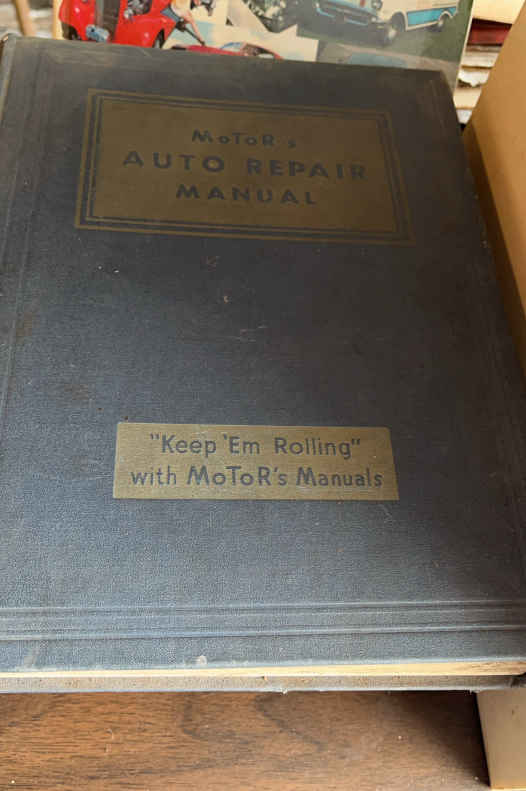 MoToR's
AUTO REPAIR
MANUAL
"Keep 'Em Rolling"
with MoToR's Manuals